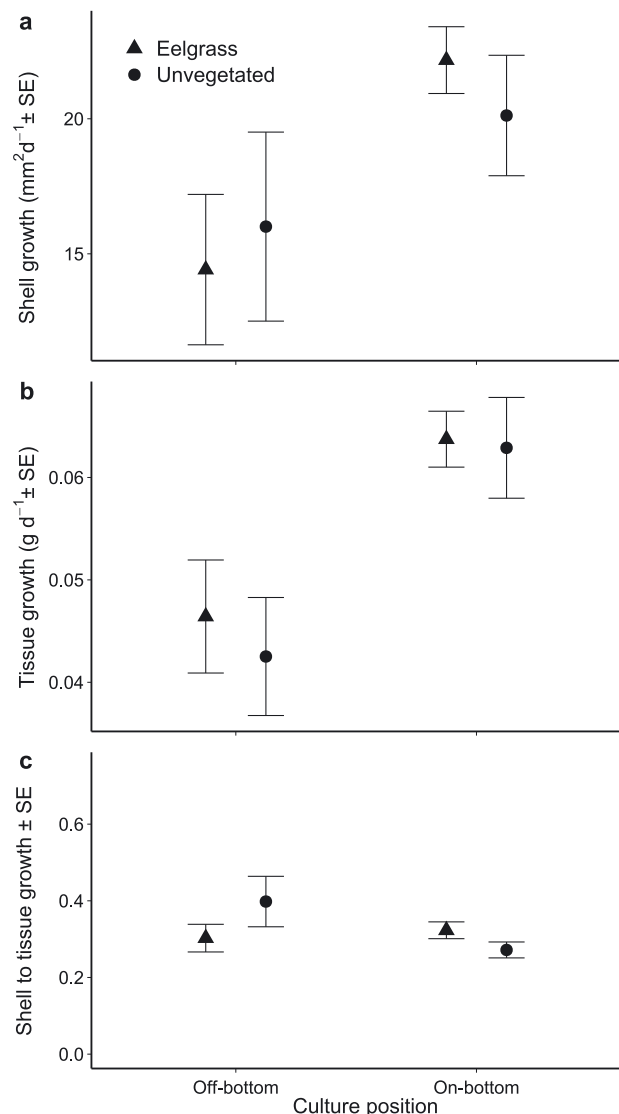 a
Eelgrass
Unvegetated
Shell growth (mm²d⁻¹± SE)
20
15
b
Tissue growth (g d⁻¹± SE)
0.06
0.05
0.04
c
Shell to tissue growth ± SE
0.6
0.4
0.2
0.0
Off-bottom On-bottom
Culture position